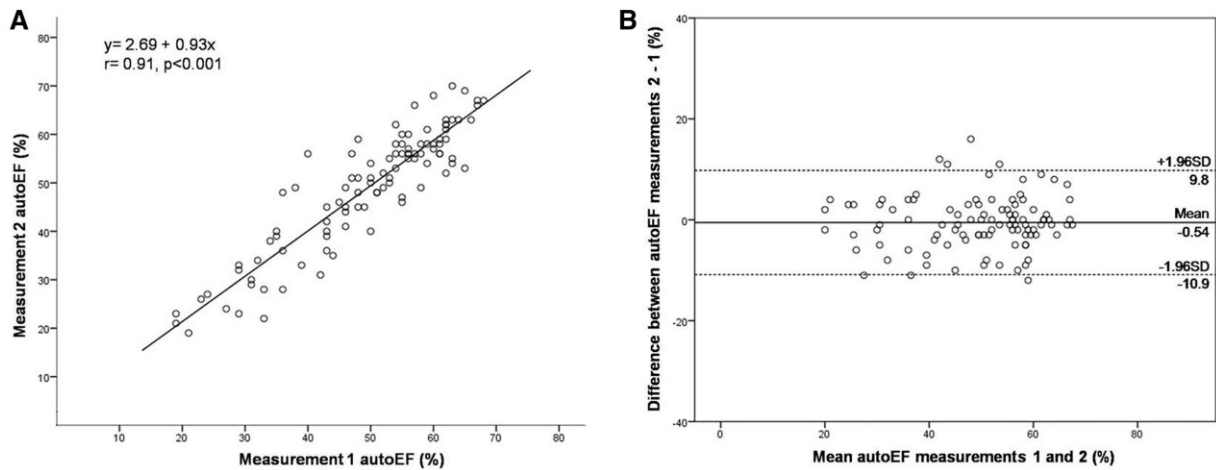 A
y= 2.69 + 0.93x
r= 0.91, p<0.001
Measurement 2 autoEF (%)
80
70
60
50
40
30
20
10
10 20 30 40 50 60 70 80
Measurement 1 autoEF (%)
B
Difference between autoEF measurements 2 - 1 (%)
40
20
0
-20
-40
+1.96SD
9.8
Mean
-0.54
-1.96SD
-10.9
0 20 40 60 80
Mean autoEF measurements 1 and 2 (%)